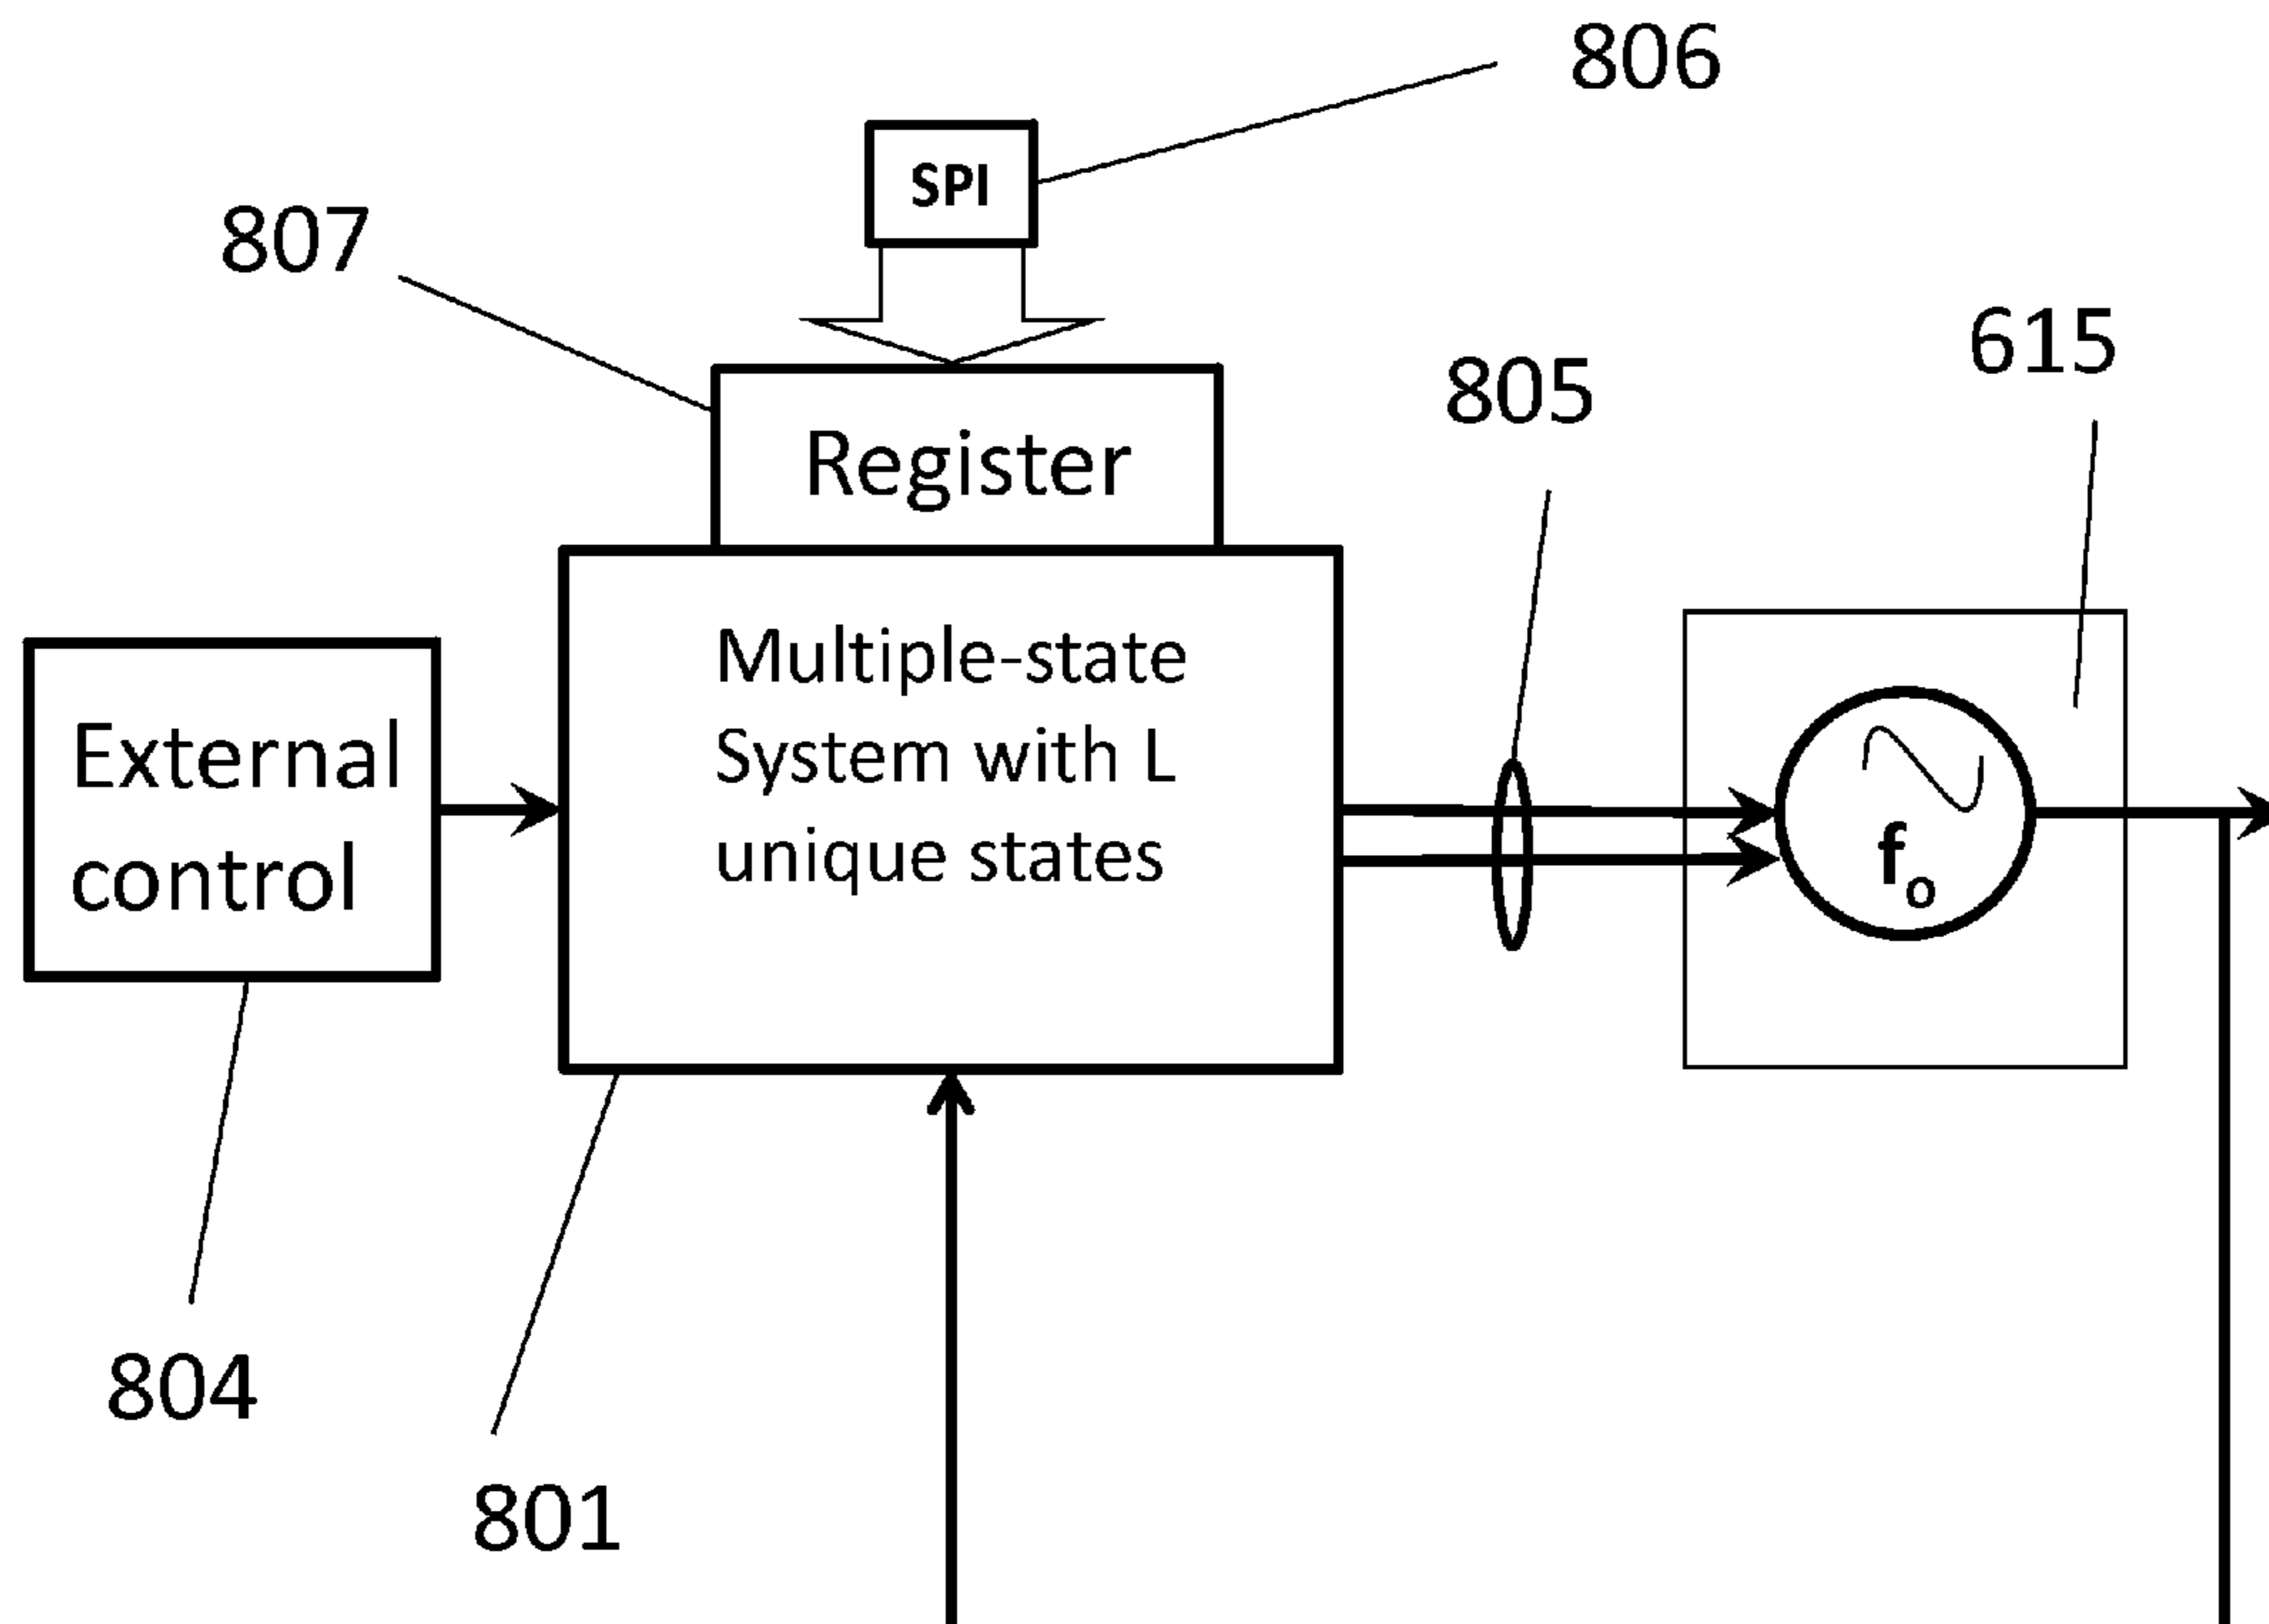 806
SPI
807
615
805
Register
Multiple-state
System with L
unique states
External
control
fo
804
801